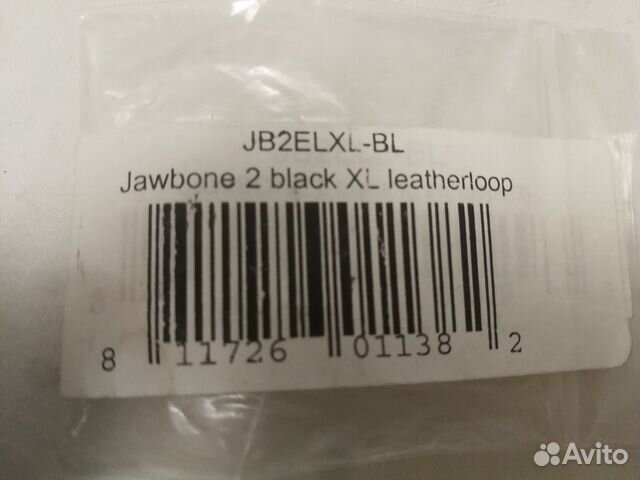 JB2ELXL-BL
Jawbone 2 black XL leatherloop
8 11726 01138 2
Avito